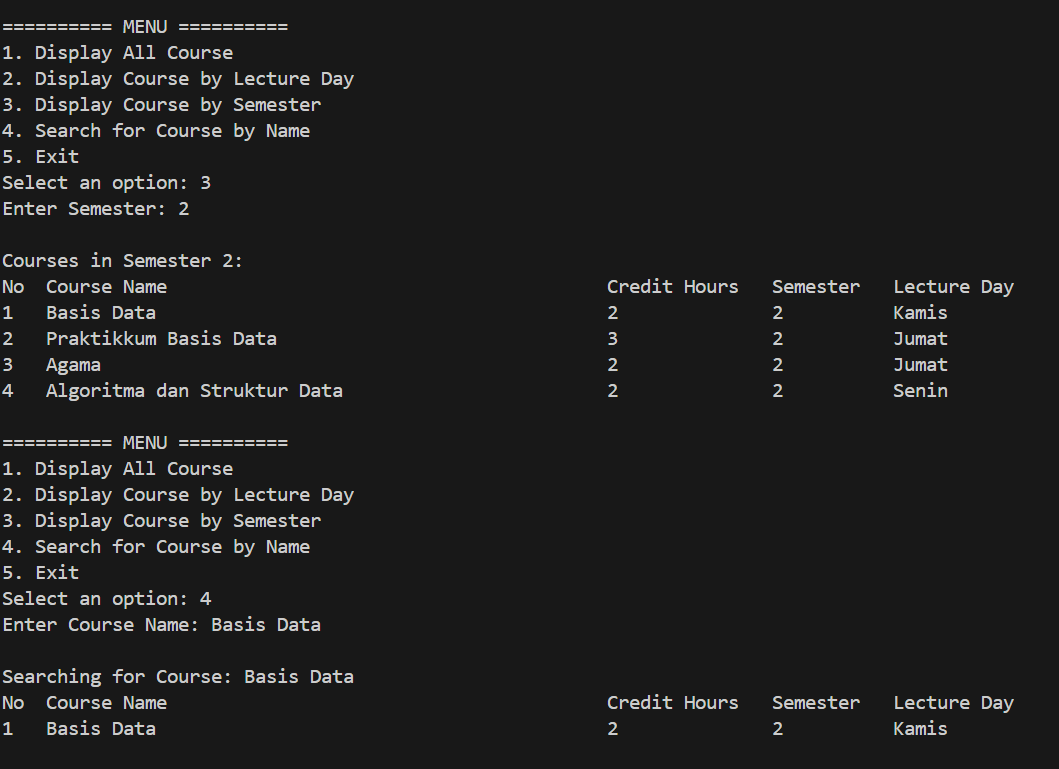 ========== MENU ==========
1. Display All Course
2. Display Course by Lecture Day
3. Display Course by Semester
4. Search for Course by Name
5. Exit
Select an option: 3
Enter Semester: 2
Courses in Semester 2:
No  Course Name                                        Credit Hours   Semester   Lecture Day
1   Basis Data                                         2              2          Kamis
2   Praktikkum Basis Data                              3              2          Jumat
3   Agama                                              2              2          Jumat
4   Algoritma dan Struktur Data                        2              2          Senin
========== MENU ==========
1. Display All Course
2. Display Course by Lecture Day
3. Display Course by Semester
4. Search for Course by Name
5. Exit
Select an option: 4
Enter Course Name: Basis Data
Searching for Course: Basis Data
No  Course Name                                        Credit Hours   Semester   Lecture Day
1   Basis Data                                         2              2          Kamis